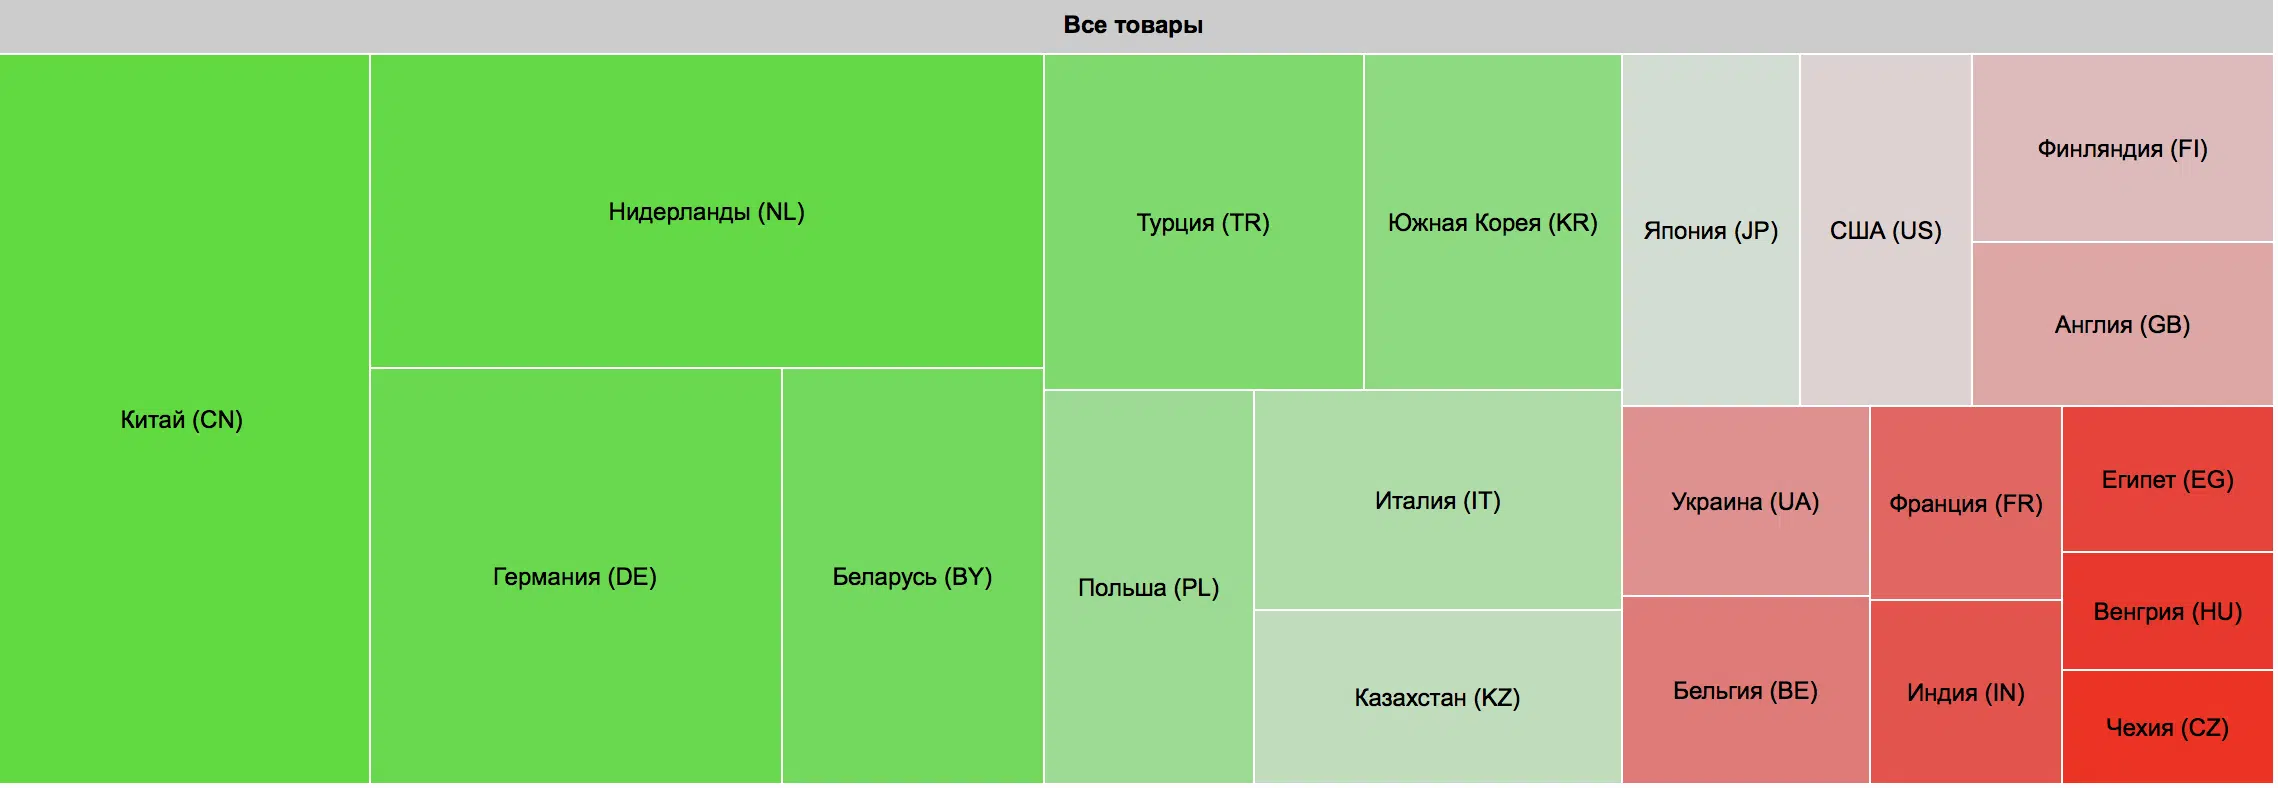 Все товары
Китай (CN)
Нидерланды (NL)
Германия (DE)
Беларусь (BY)
Турция (TR)
Южная Корея (KR)
Польша (PL)
Италия (IT)
Казахстан (KZ)
Япония (JP)
США (US)
Финляндия (FI)
Англия (GB)
Украина (UA)
Бельгия (BE)
Франция (FR)
Индия (IN)
Египет (EG)
Венгрия (HU)
Чехия (CZ)